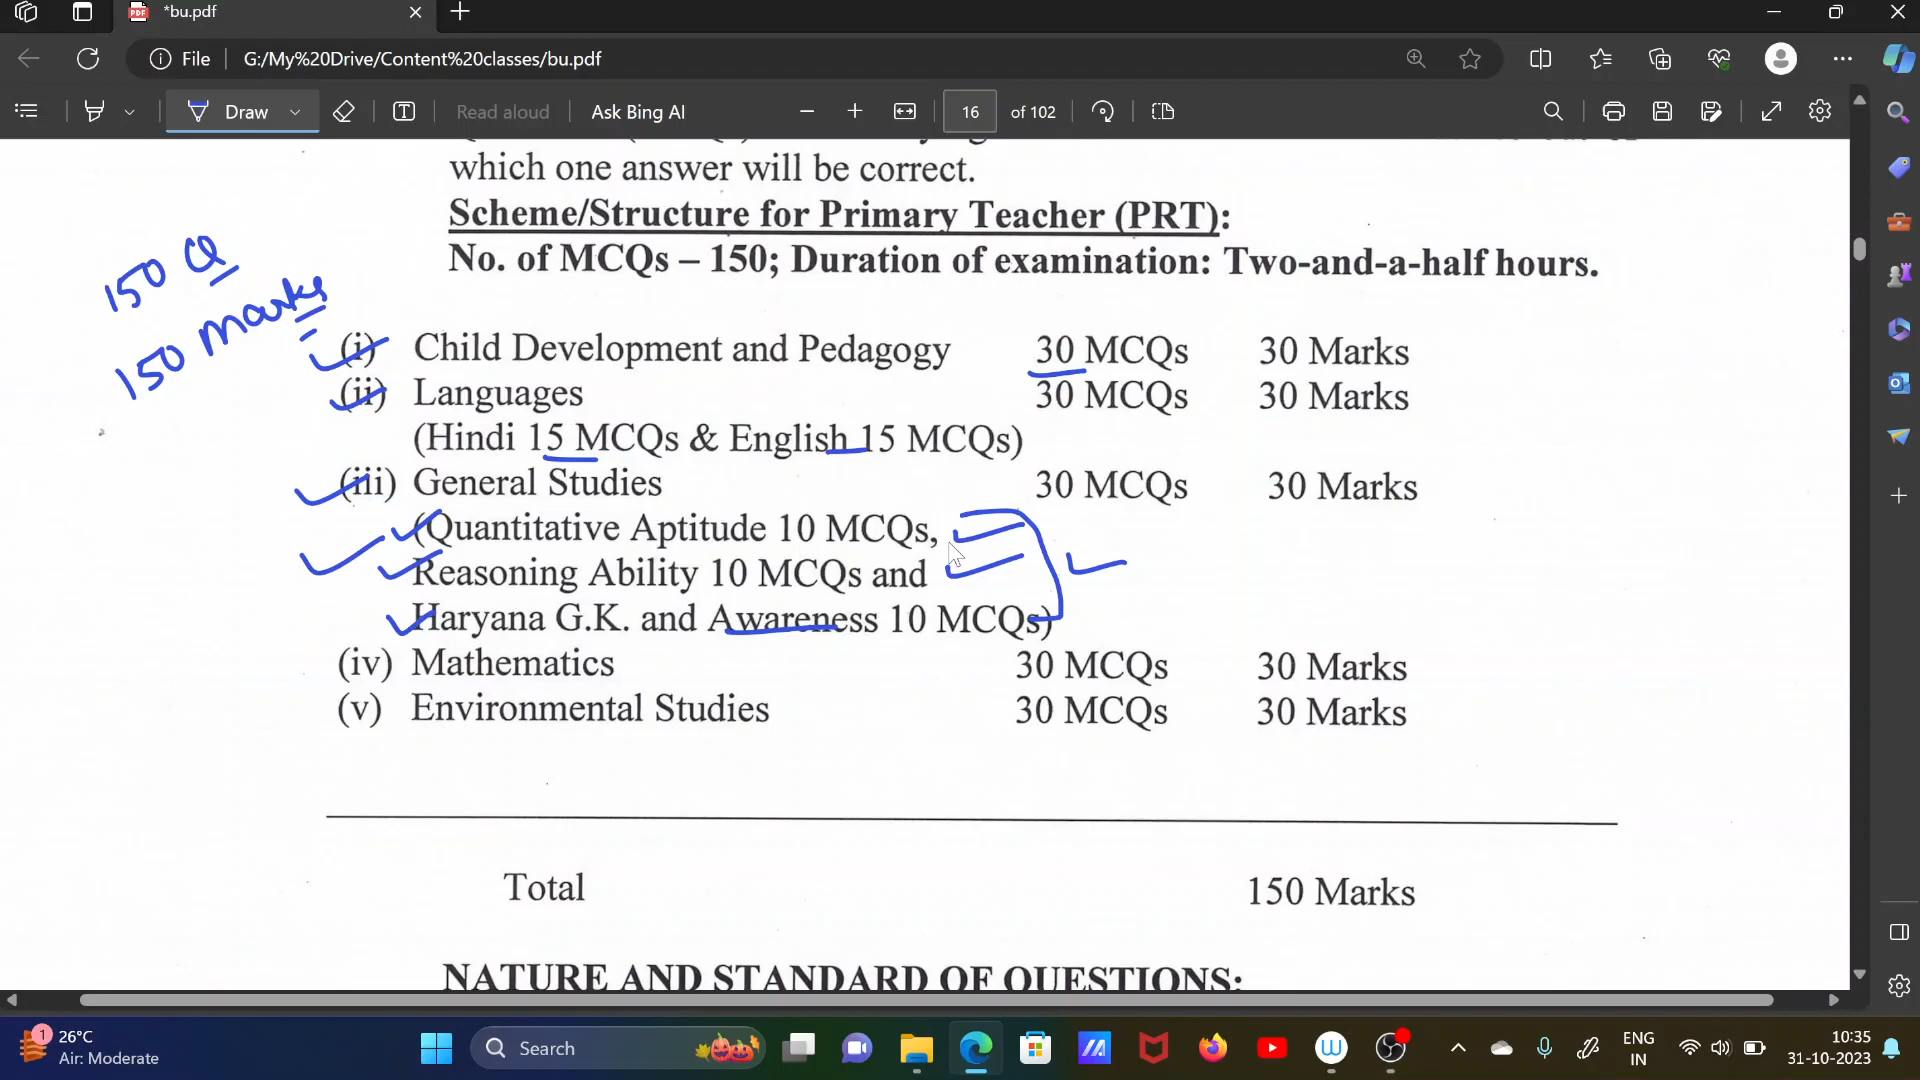 *bu.pdf
File
G:/My%20Drive/Content%20classes/bu.pdf
Draw
Read aloud
Ask Bing AI
16
of 102
which one answer will be correct.
Scheme/Structure for Primary Teacher (PRT):
No. of MCQs – 150; Duration of examination: Two-and-a-half hours.
150 Q
150 Marks
(i) Child Development and Pedagogy 30 MCQs 30 Marks
(ii) Languages 30 MCQs 30 Marks
(Hindi 15 MCQs & English 15 MCQs)
(iii) General Studies 30 MCQs 30 Marks
(Quantitative Aptitude 10 MCQs,
Reasoning Ability 10 MCQs and
Haryana G.K. and Awareness 10 MCQs)
(iv) Mathematics 30 MCQs 30 Marks
(v) Environmental Studies 30 MCQs 30 Marks
Total 150 Marks
NATURE AND STANDARD OF QUESTIONS:
1
26°C
Air: Moderate
Search
ENG
IN
10:35
31-10-2023